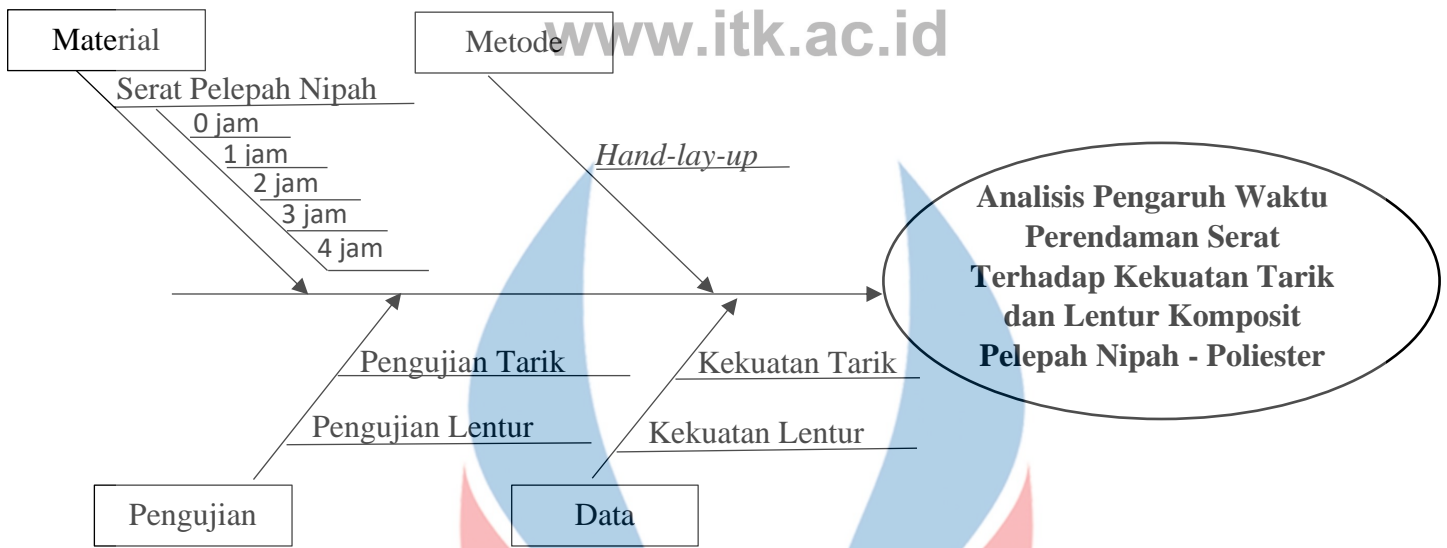 www.itk.ac.id
Material
Metode
Serat Pelepah Nipah
0 jam
1 jam
2 jam
3 jam
4 jam
Hand-lay-up
Analisis Pengaruh Waktu
Perendaman Serat
Terhadap Kekuatan Tarik
dan Lentur Komposit
Pelepah Nipah - Poliester
Pengujian Tarik
Kekuatan Tarik
Pengujian Lentur
Kekuatan Lentur
Pengujian
Data